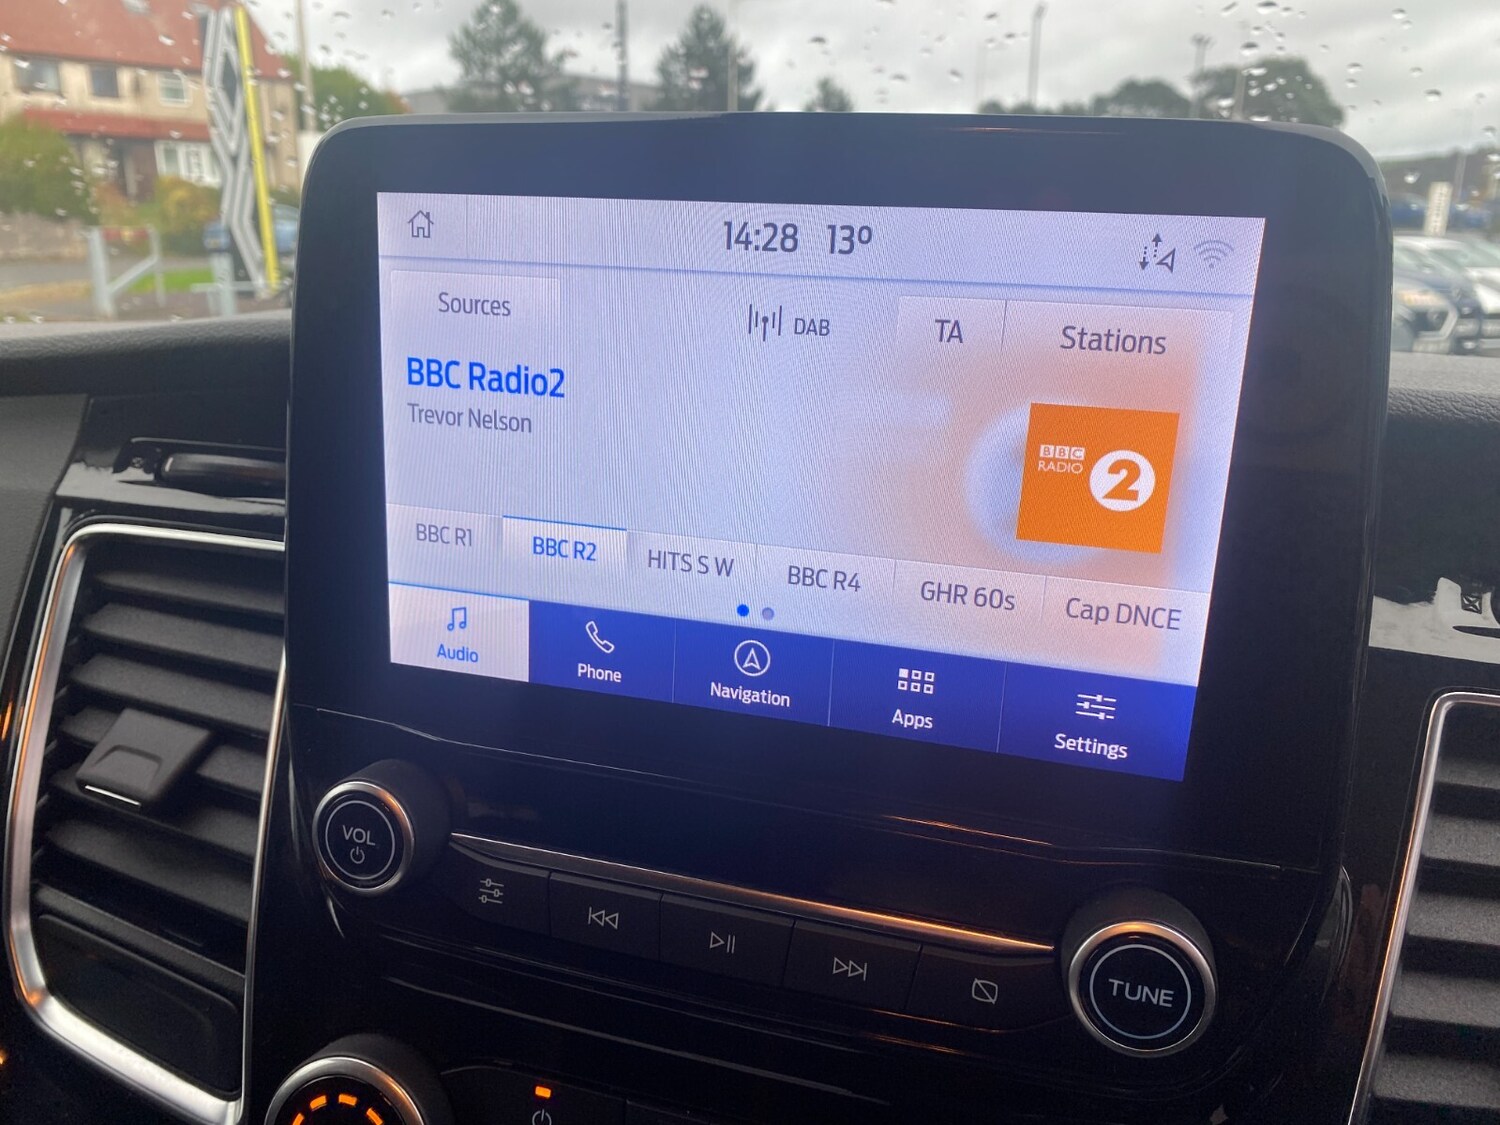 14:28 13º
Sources
DAB
TA
Stations
BBC Radio2
Trevor Nelson
BBC
RADIO
2
BBC R1
BBC R2
HITS S W
BBC R4
GHR 60s
Cap DNCE
Audio
Phone
Navigation
Apps
Settings
VOL
TUNE